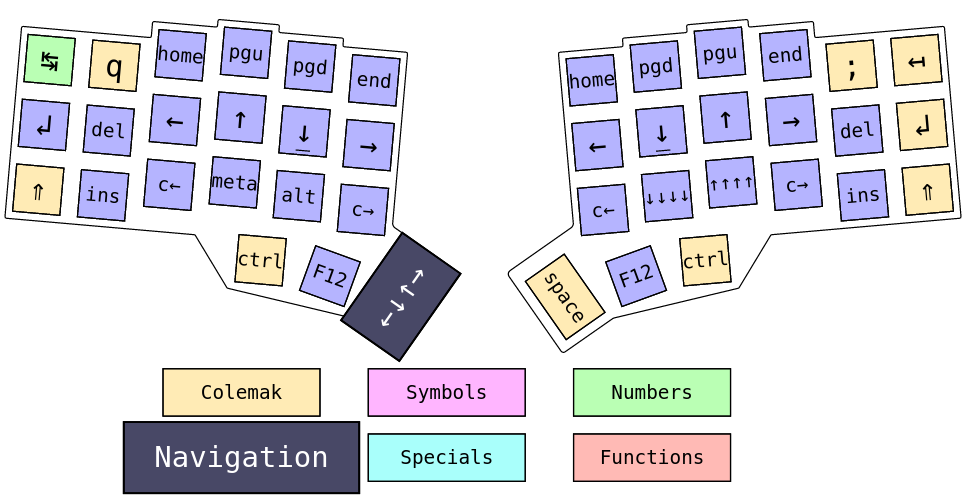 ↹ q home pgu pgd end
↲ del ← ↑ ↓ →
⇑ ins c← meta alt c→
ctrl F12 ↑ ← → ↓
home pgd pgu end ; ↤
← ↓ ↑ → del ↲
c← ↓↓↓↓ ↑↑↑↑ c→ ins ⇑
space F12 ctrl
Colemak Symbols Numbers
Navigation Specials Functions